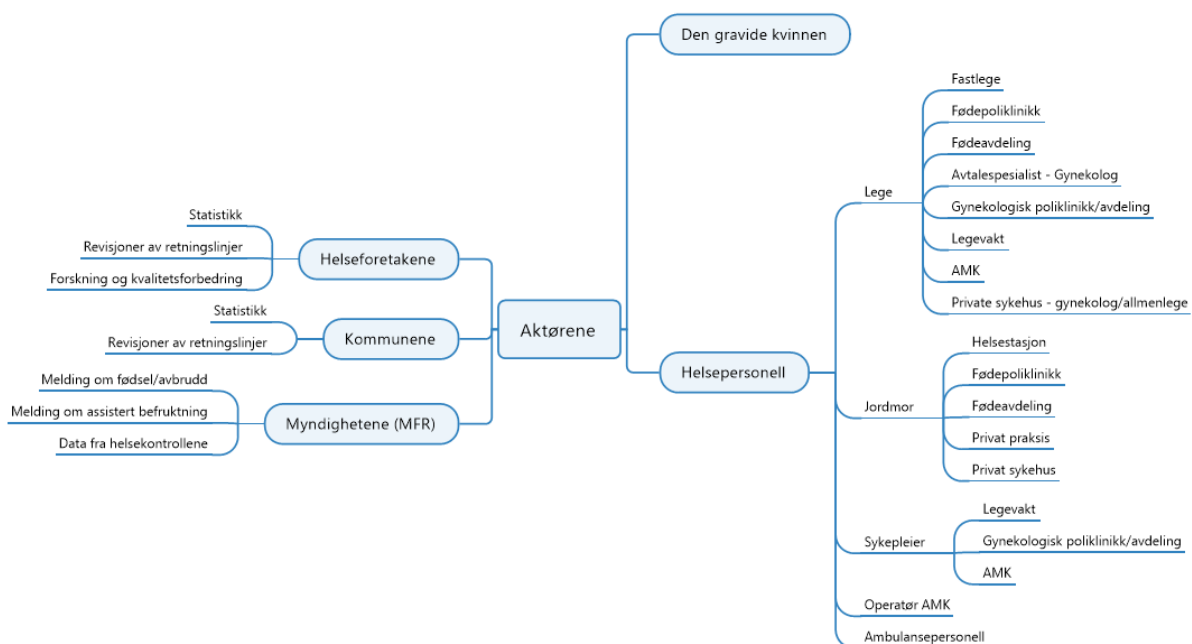 Den gravide kvinnen
Fastlege
Fødepoliklinikk
Fødeavdeling
Avtalespesialist - Gynekolog
Lege
Gynekologisk poliklinikk/avdeling
Legevakt
AMK
Private sykehus - gynekolog/allmenlege
Statistikk
Revisjoner av retningslinjer
Helseforetakene
Forskning og kvalitetsforbedring
Statistikk
Kommunene
Revisjoner av retningslinjer
Aktørene
Melding om fødsel/avbrudd
Melding om assistert befruktning
Myndighetene (MFR)
Data fra helsekontrollene
Helsepersonell
Helsestasjon
Fødepoliklinikk
Jordmor
Fødeavdeling
Privat praksis
Privat sykehus
Legevakt
Sykepleier
Gynekologisk poliklinikk/avdeling
AMK
Operatør AMK
Ambulansepersonell